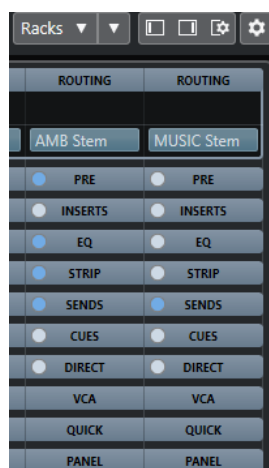 Racks
ROUTING ROUTING
AMB Stem MUSIC Stem
PRE PRE
INSERTS INSERTS
EQ EQ
STRIP STRIP
SENDS SENDS
CUES CUES
DIRECT DIRECT
VCA VCA
QUICK QUICK
PANEL PANEL